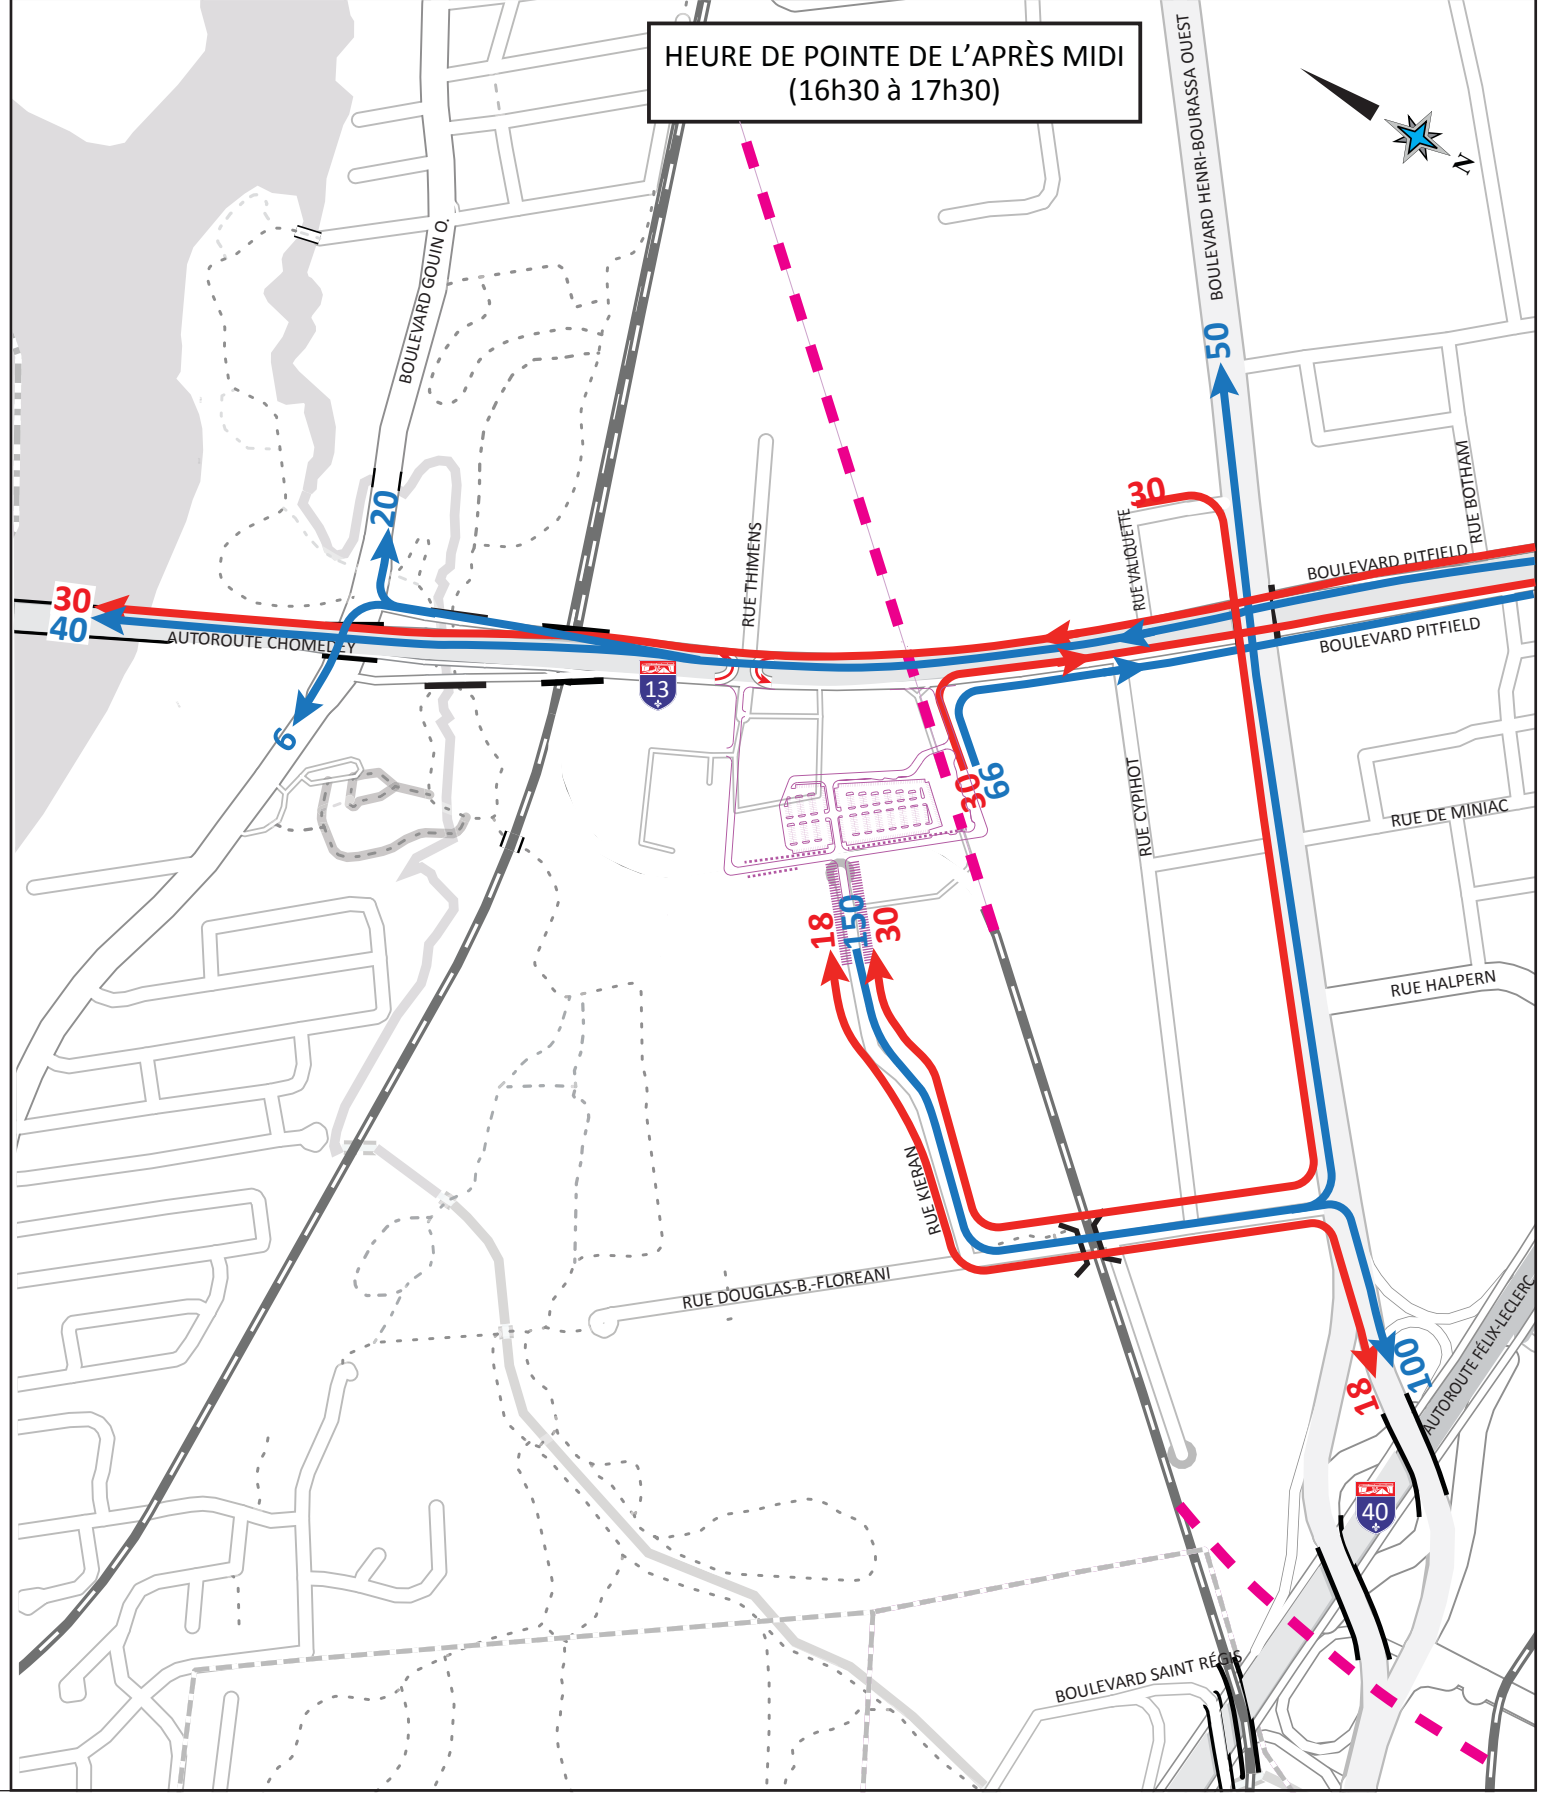 HEURE DE POINTE DE L'APRÈS MIDI
(16h30 à 17h30)
BOULEVARD HENRI-BOURASSA OUEST
N
BOULEVARD GOUIN O.
50
RUE BOTHAM
30
20
RUE VALIQUETTE
RUE THIMENS
BOULEVARD PITFIELD
30
40
AUTOROUTE CHOMEDEY
BOULEVARD PITFIELD
13
6
30
66
RUE CYPIHOT
RUE DE MINIAC
18
150
30
RUE HALPERN
RUE KIERAN
RUE DOUGLAS-B.-FLOREANI
AUTOROUTE FÉLIX-LECLERC
100
18
40
BOULEVARD SAINT RÉGIS